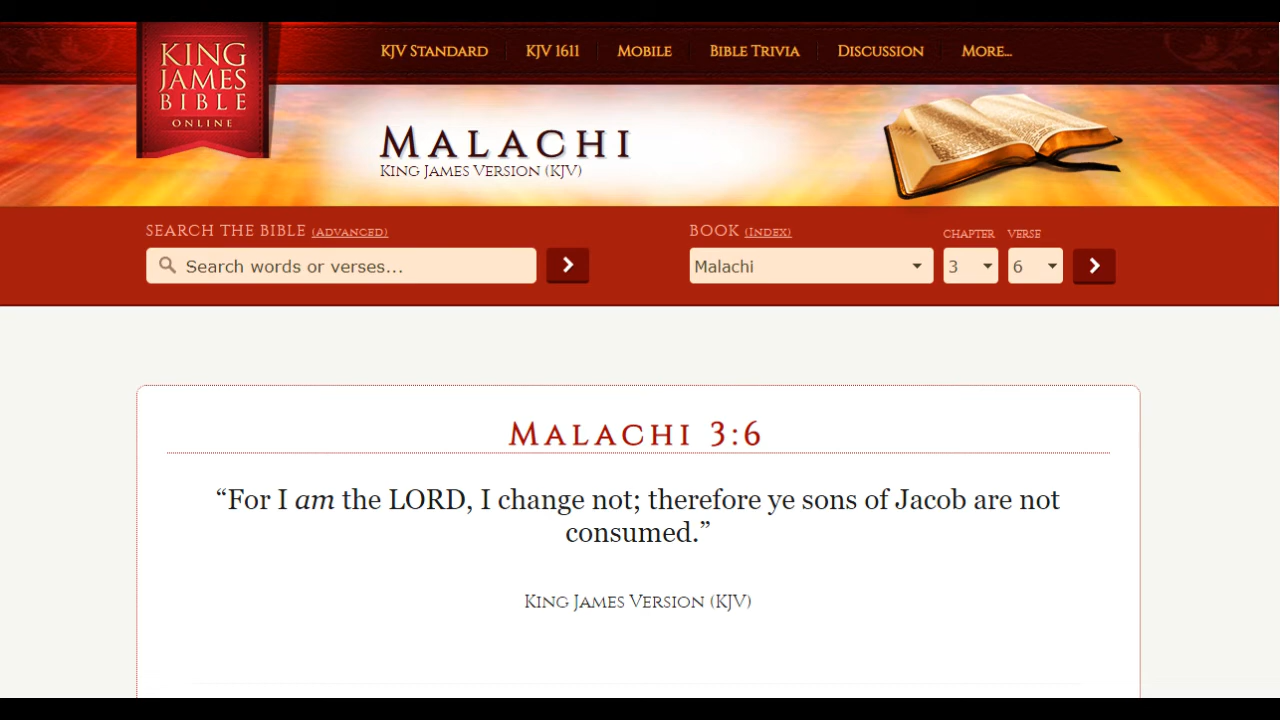 KING
JAMES
BIBLE
ONLINE
KJV STANDARD
KJV 1611
MOBILE
BIBLE TRIVIA
DISCUSSION
MORE...
MALACHI
KING JAMES VERSION (KJV)
SEARCH THE BIBLE (ADVANCED)
Search words or verses...
BOOK (INDEX)
CHAPTER
VERSE
Malachi
3
6
MALACHI 3:6
“For I am the LORD, I change not; therefore ye sons of Jacob are not
consumed.”
KING JAMES VERSION (KJV)